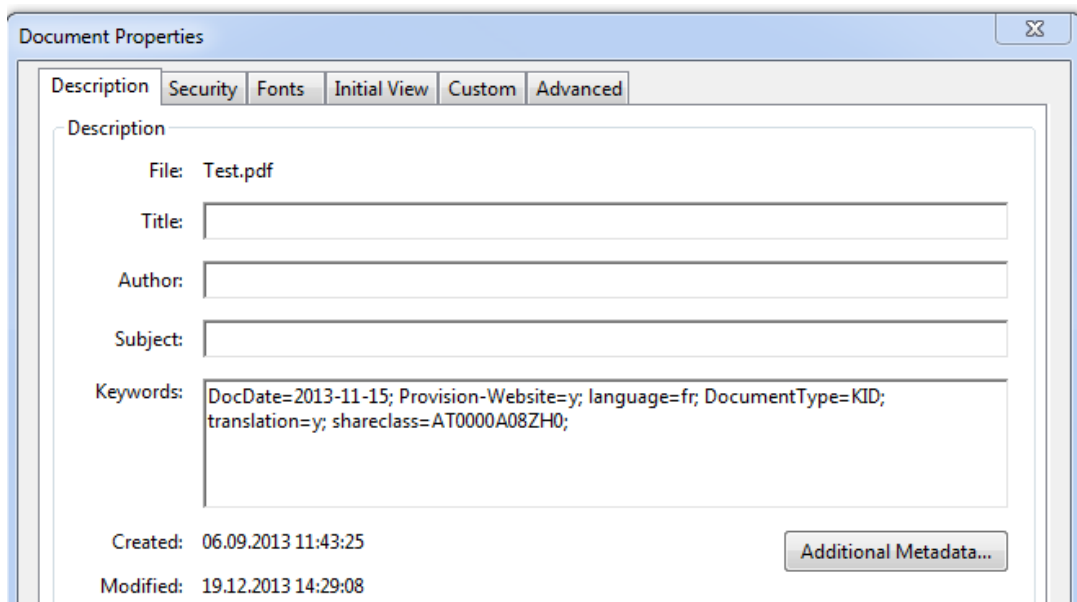 Document Properties
Description Security Fonts Initial View Custom Advanced
Description
File: Test.pdf
Title:
Author:
Subject:
Keywords: DocDate=2013-11-15; Provision-Website=y; language=fr; DocumentType=KID;
translation=y; shareclass=AT0000A08ZH0;
Created: 06.09.2013 11:43:25
Additional Metadata...
Modified: 19.12.2013 14:29:08